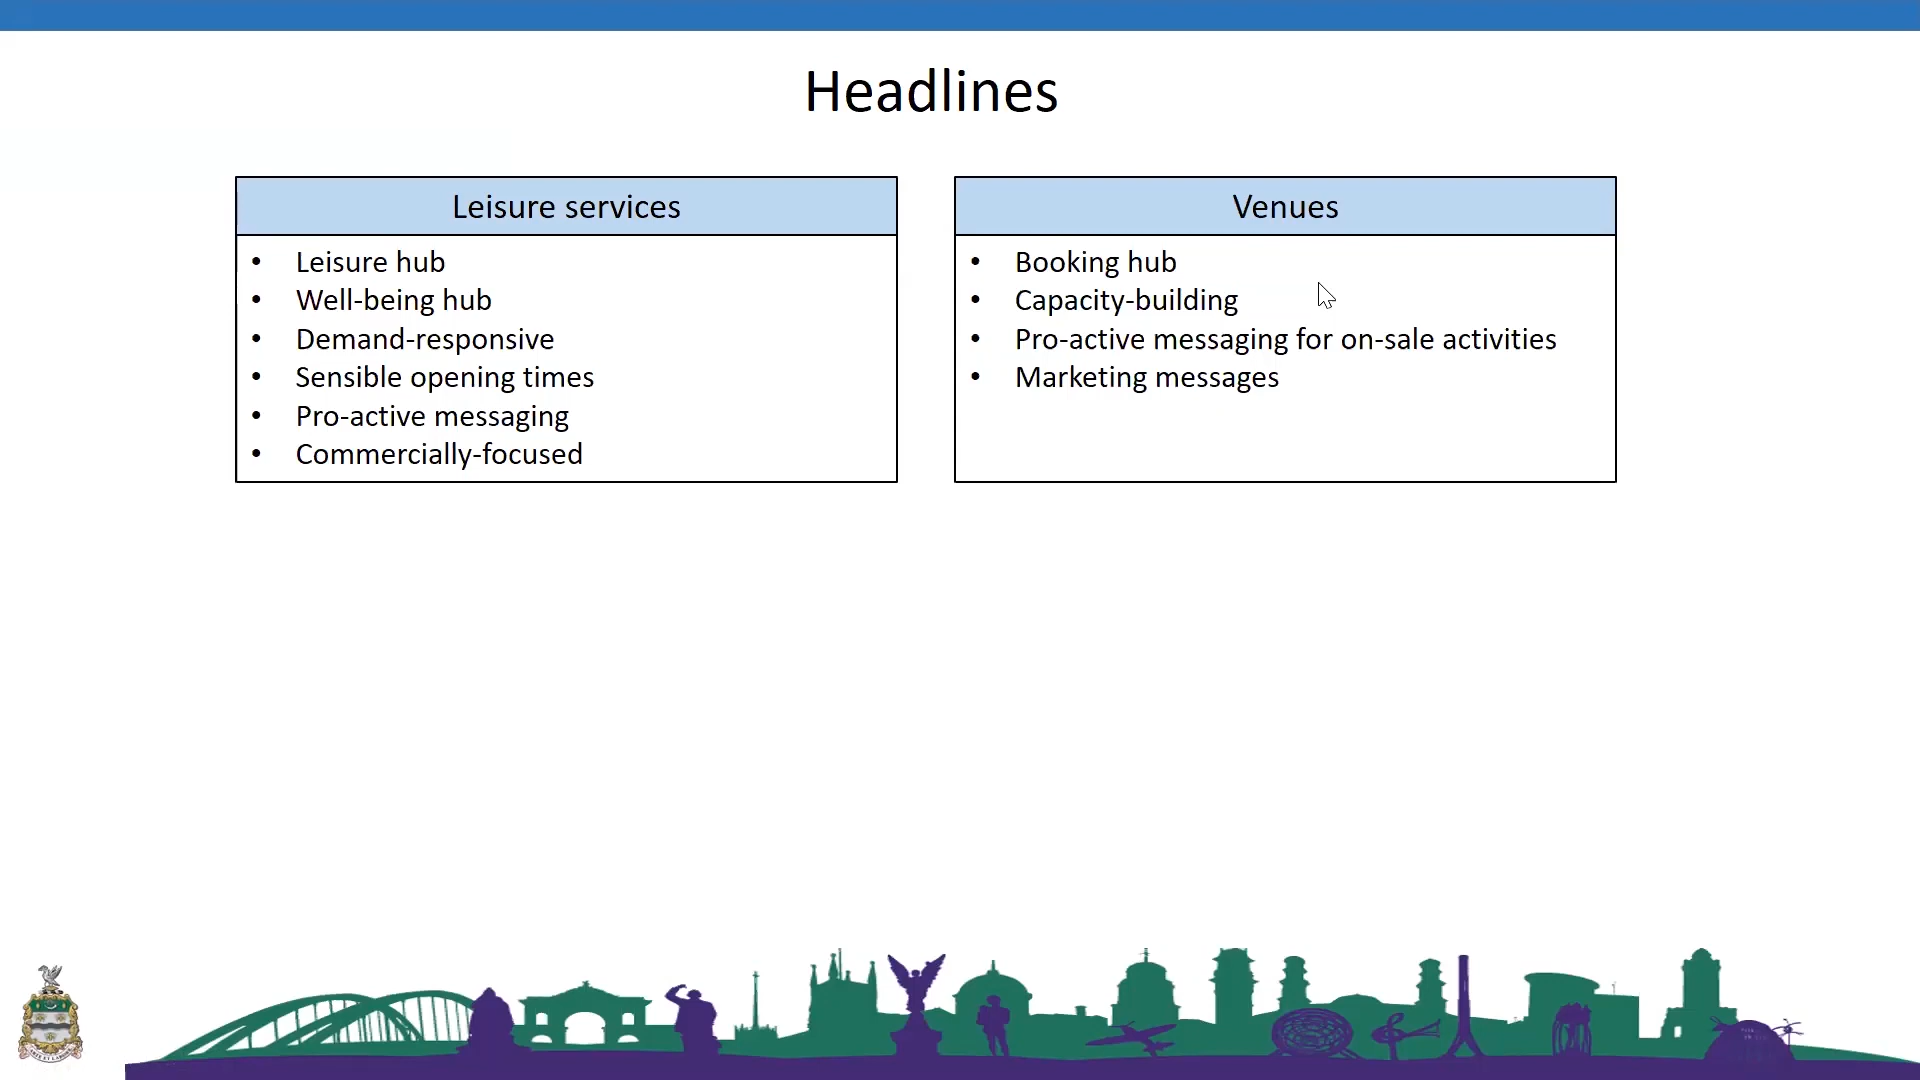 Headlines
Leisure services
• Leisure hub
• Well-being hub
• Demand-responsive
• Sensible opening times
• Pro-active messaging
• Commercially-focused
Venues
• Booking hub
• Capacity-building
• Pro-active messaging for on-sale activities
• Marketing messages